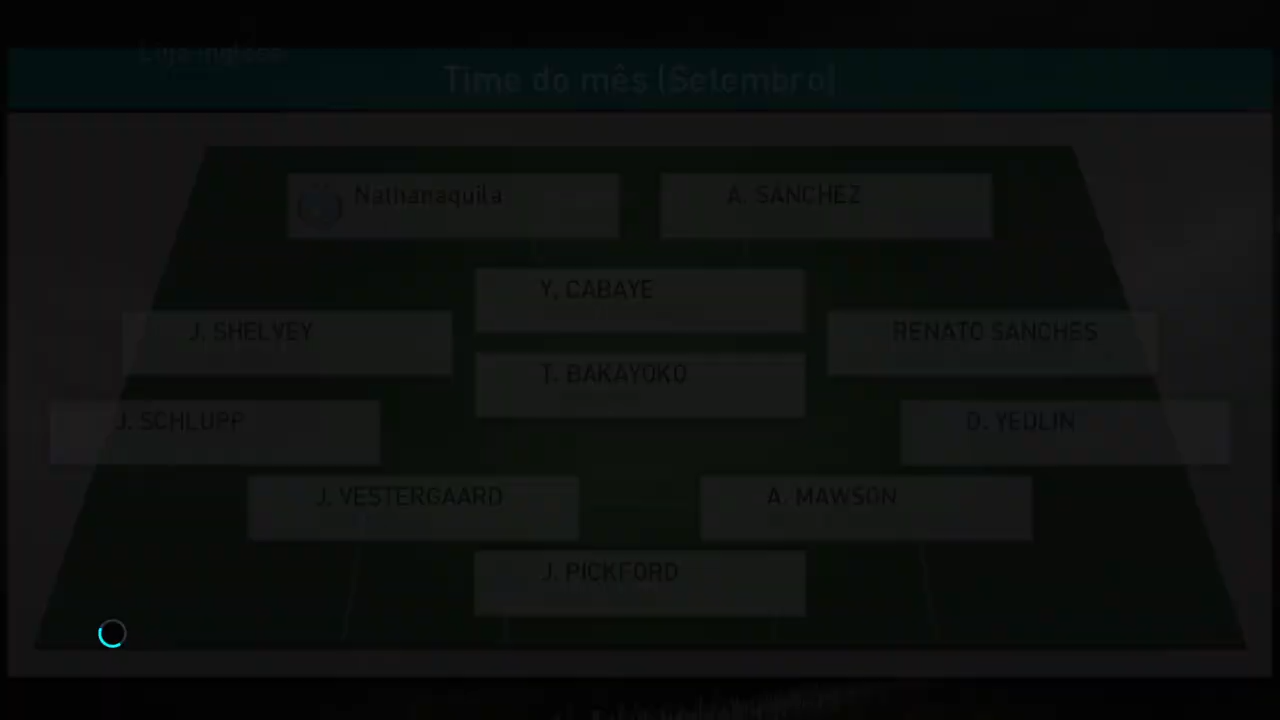 Liga Inglesa
Time do mês (Setembro)
Nathanaquila
A. SÁNCHEZ
Y. CABAYE
J. SHELVEY
RENATO SANCHES
T. BAKAYOKO
J. SCHLUPP
D. YEDLIN
J. VESTERGAARD
A. MAWSON
J. PICKFORD